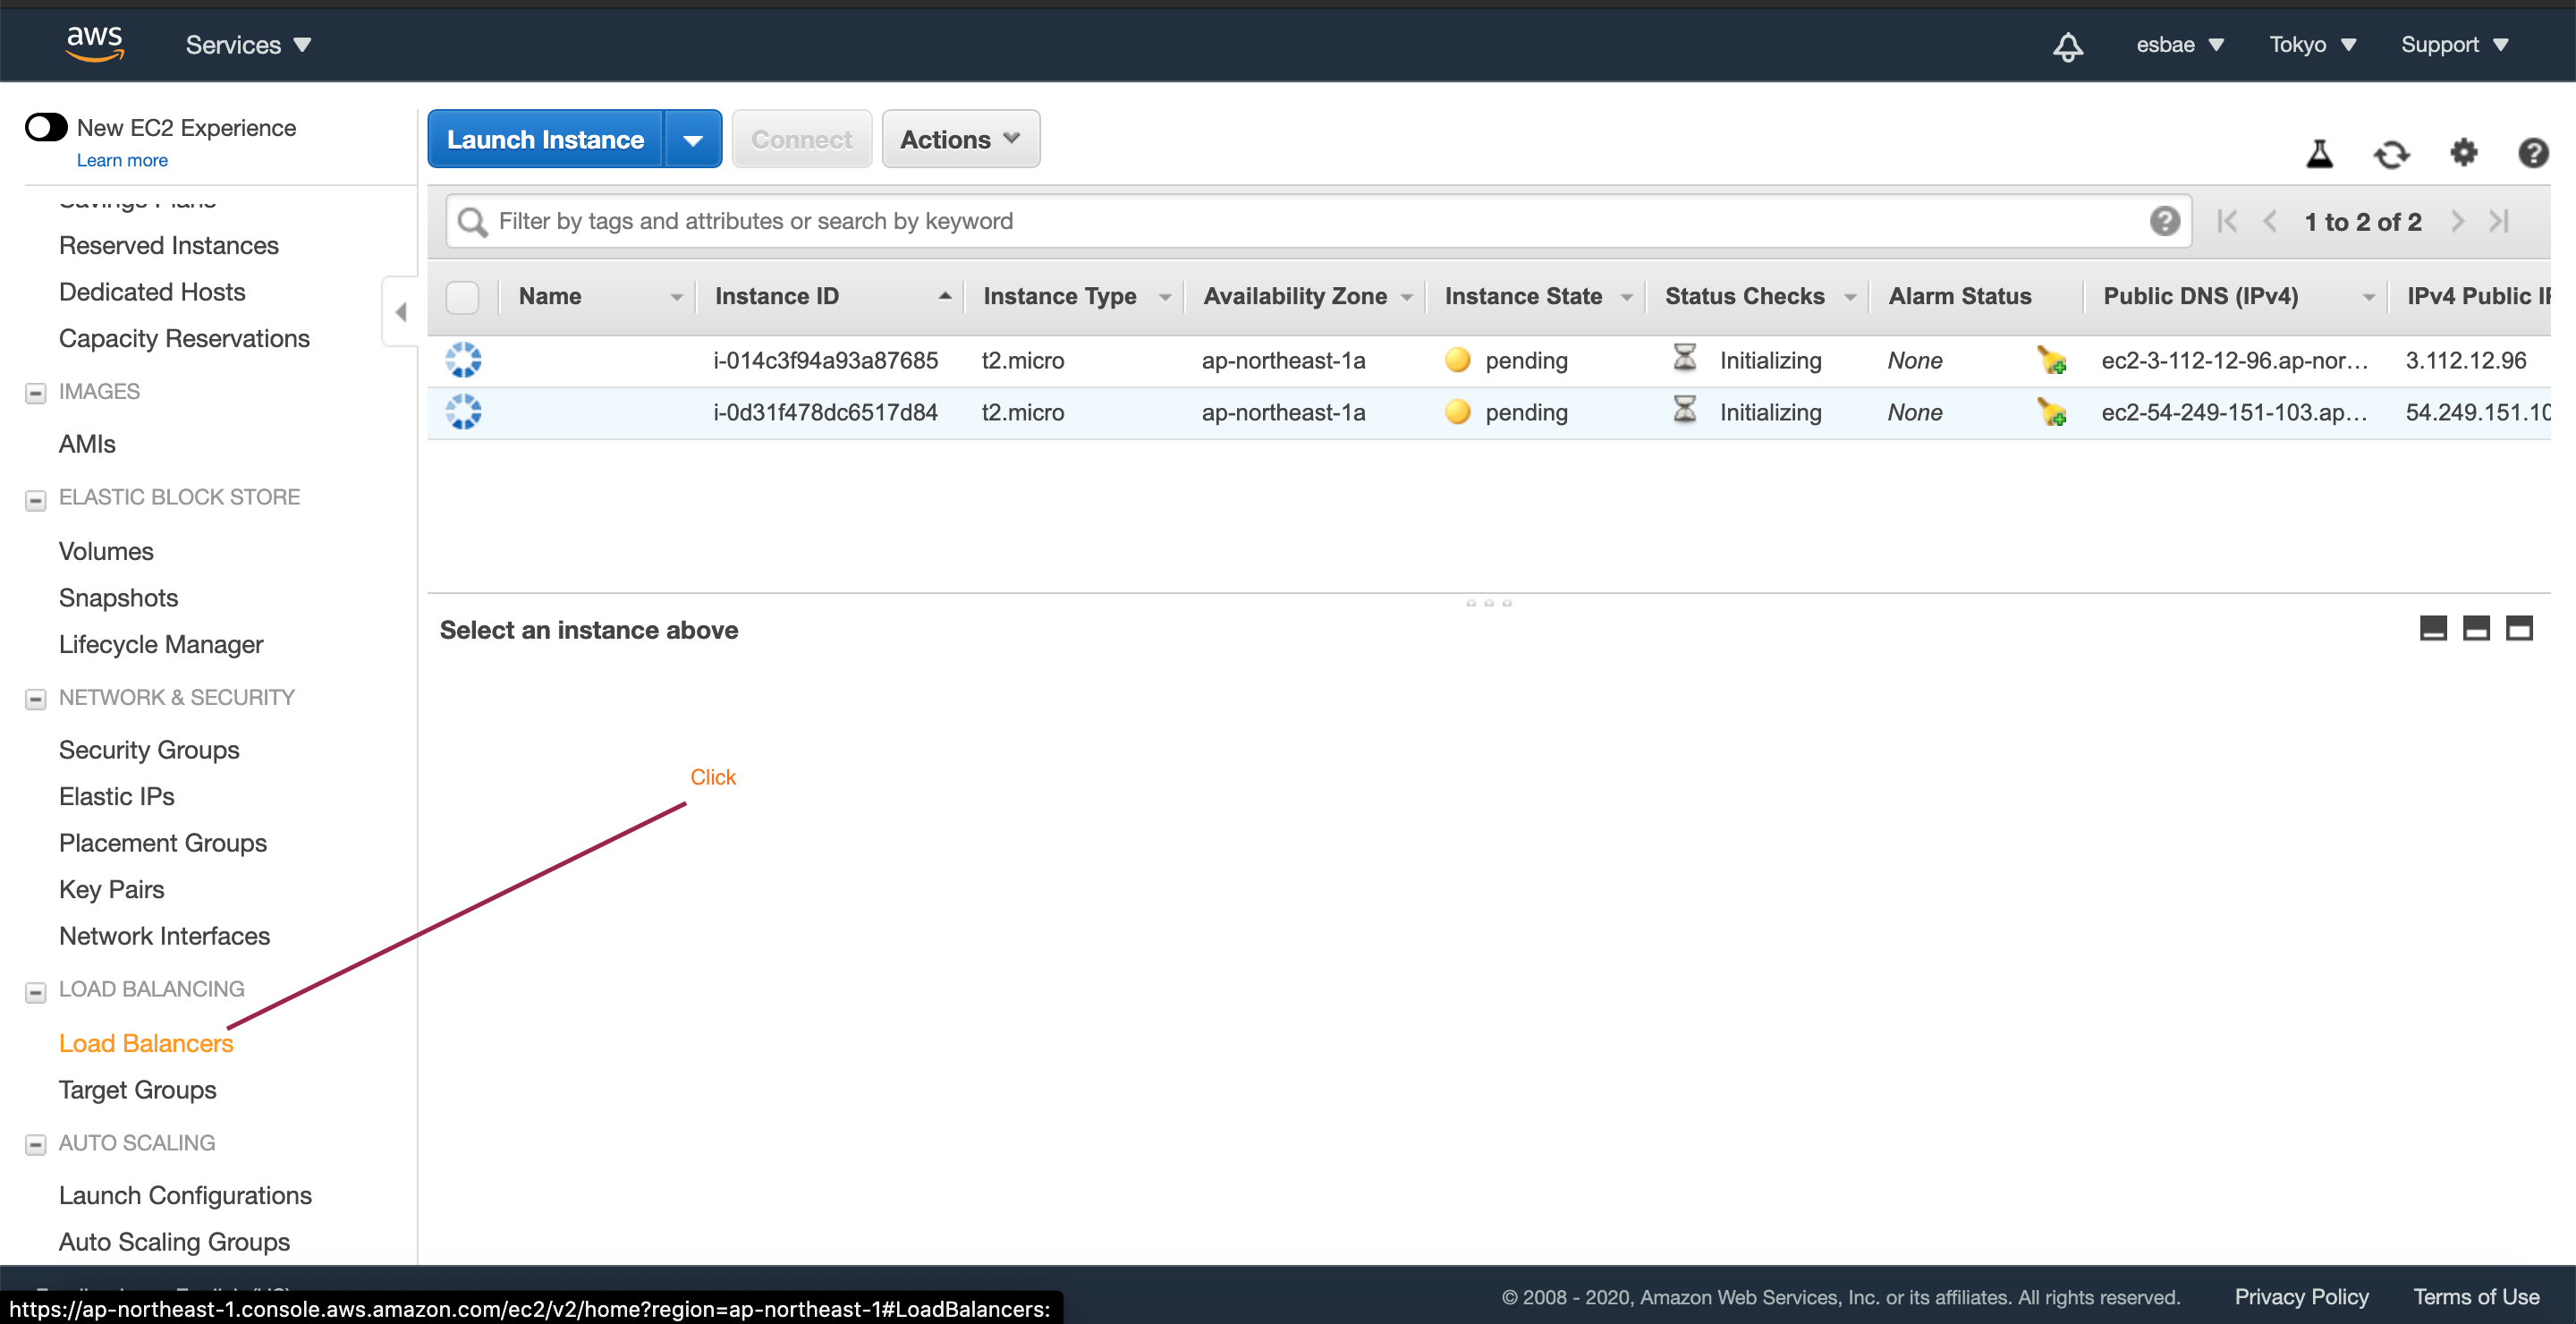 aws Services esbae Tokyo Support
New EC2 Experience
Learn more
Savings Plans
Reserved Instances
Dedicated Hosts
Capacity Reservations
IMAGES
AMIs
ELASTIC BLOCK STORE
Volumes
Snapshots
Lifecycle Manager
NETWORK & SECURITY
Security Groups
Elastic IPs
Placement Groups
Key Pairs
Network Interfaces
LOAD BALANCING
Load Balancers
Target Groups
AUTO SCALING
Launch Configurations
Auto Scaling Groups
Launch Instance Connect Actions
Filter by tags and attributes or search by keyword 1 to 2 of 2
Name Instance ID Instance Type Availability Zone Instance State Status Checks Alarm Status Public DNS (IPv4) IPv4 Public IP
i-014c3f94a93a87685 t2.micro ap-northeast-1a pending Initializing None ec2-3-112-12-96.ap-nor... 3.112.12.96
i-0d31f478dc6517d84 t2.micro ap-northeast-1a pending Initializing None ec2-54-249-151-103.ap... 54.249.151.10
Select an instance above
Click
© 2008 - 2020, Amazon Web Services, Inc. or its affiliates. All rights reserved. Privacy Policy Terms of Use
https://ap-northeast-1.console.aws.amazon.com/ec2/v2/home?region=ap-northeast-1#LoadBalancers: